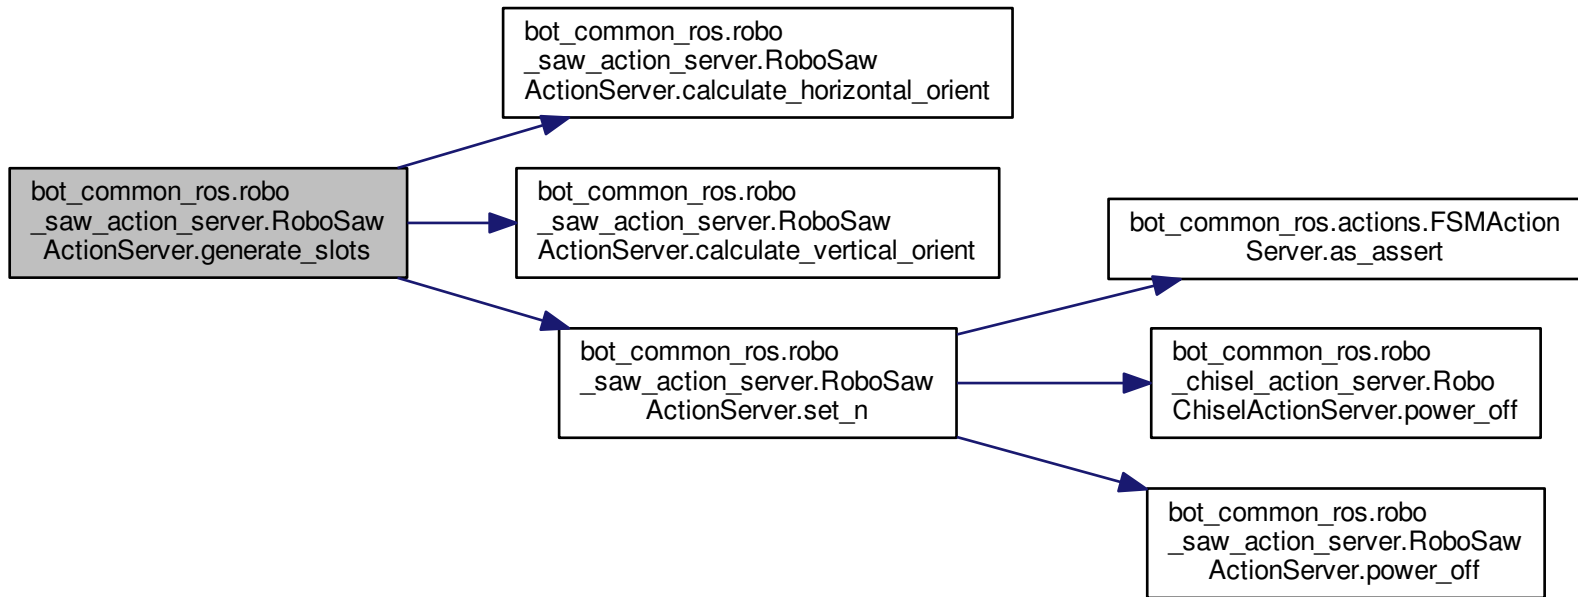 bot_common_ros.robo
_saw_action_server.RoboSaw
ActionServer.generate_slots
bot_common_ros.robo
_saw_action_server.RoboSaw
ActionServer.calculate_horizontal_orient
bot_common_ros.robo
_saw_action_server.RoboSaw
ActionServer.calculate_vertical_orient
bot_common_ros.robo
_saw_action_server.RoboSaw
ActionServer.set_n
bot_common_ros.actions.FSMAction
Server.as_assert
bot_common_ros.robo
_chisel_action_server.Robo
ChiselActionServer.power_off
bot_common_ros.robo
_saw_action_server.RoboSaw
ActionServer.power_off